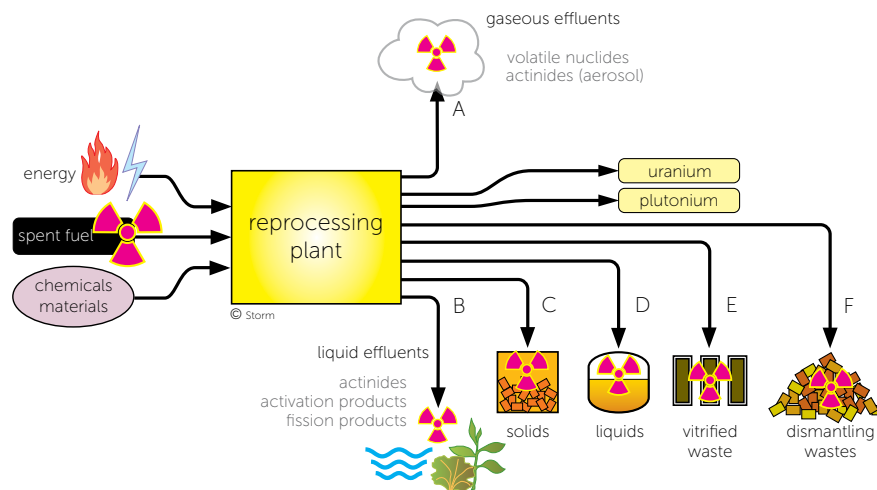 gaseous effluents
volatile nuclides
actinides (aerosol)
A
energy
uranium
plutonium
spent fuel
reprocessing
plant
chemicals
materials
© Storm
B
C
D
E
F
liquid effluents
actinides
activation products
fission products
solids
liquids
vitrified
waste
dismantling
wastes